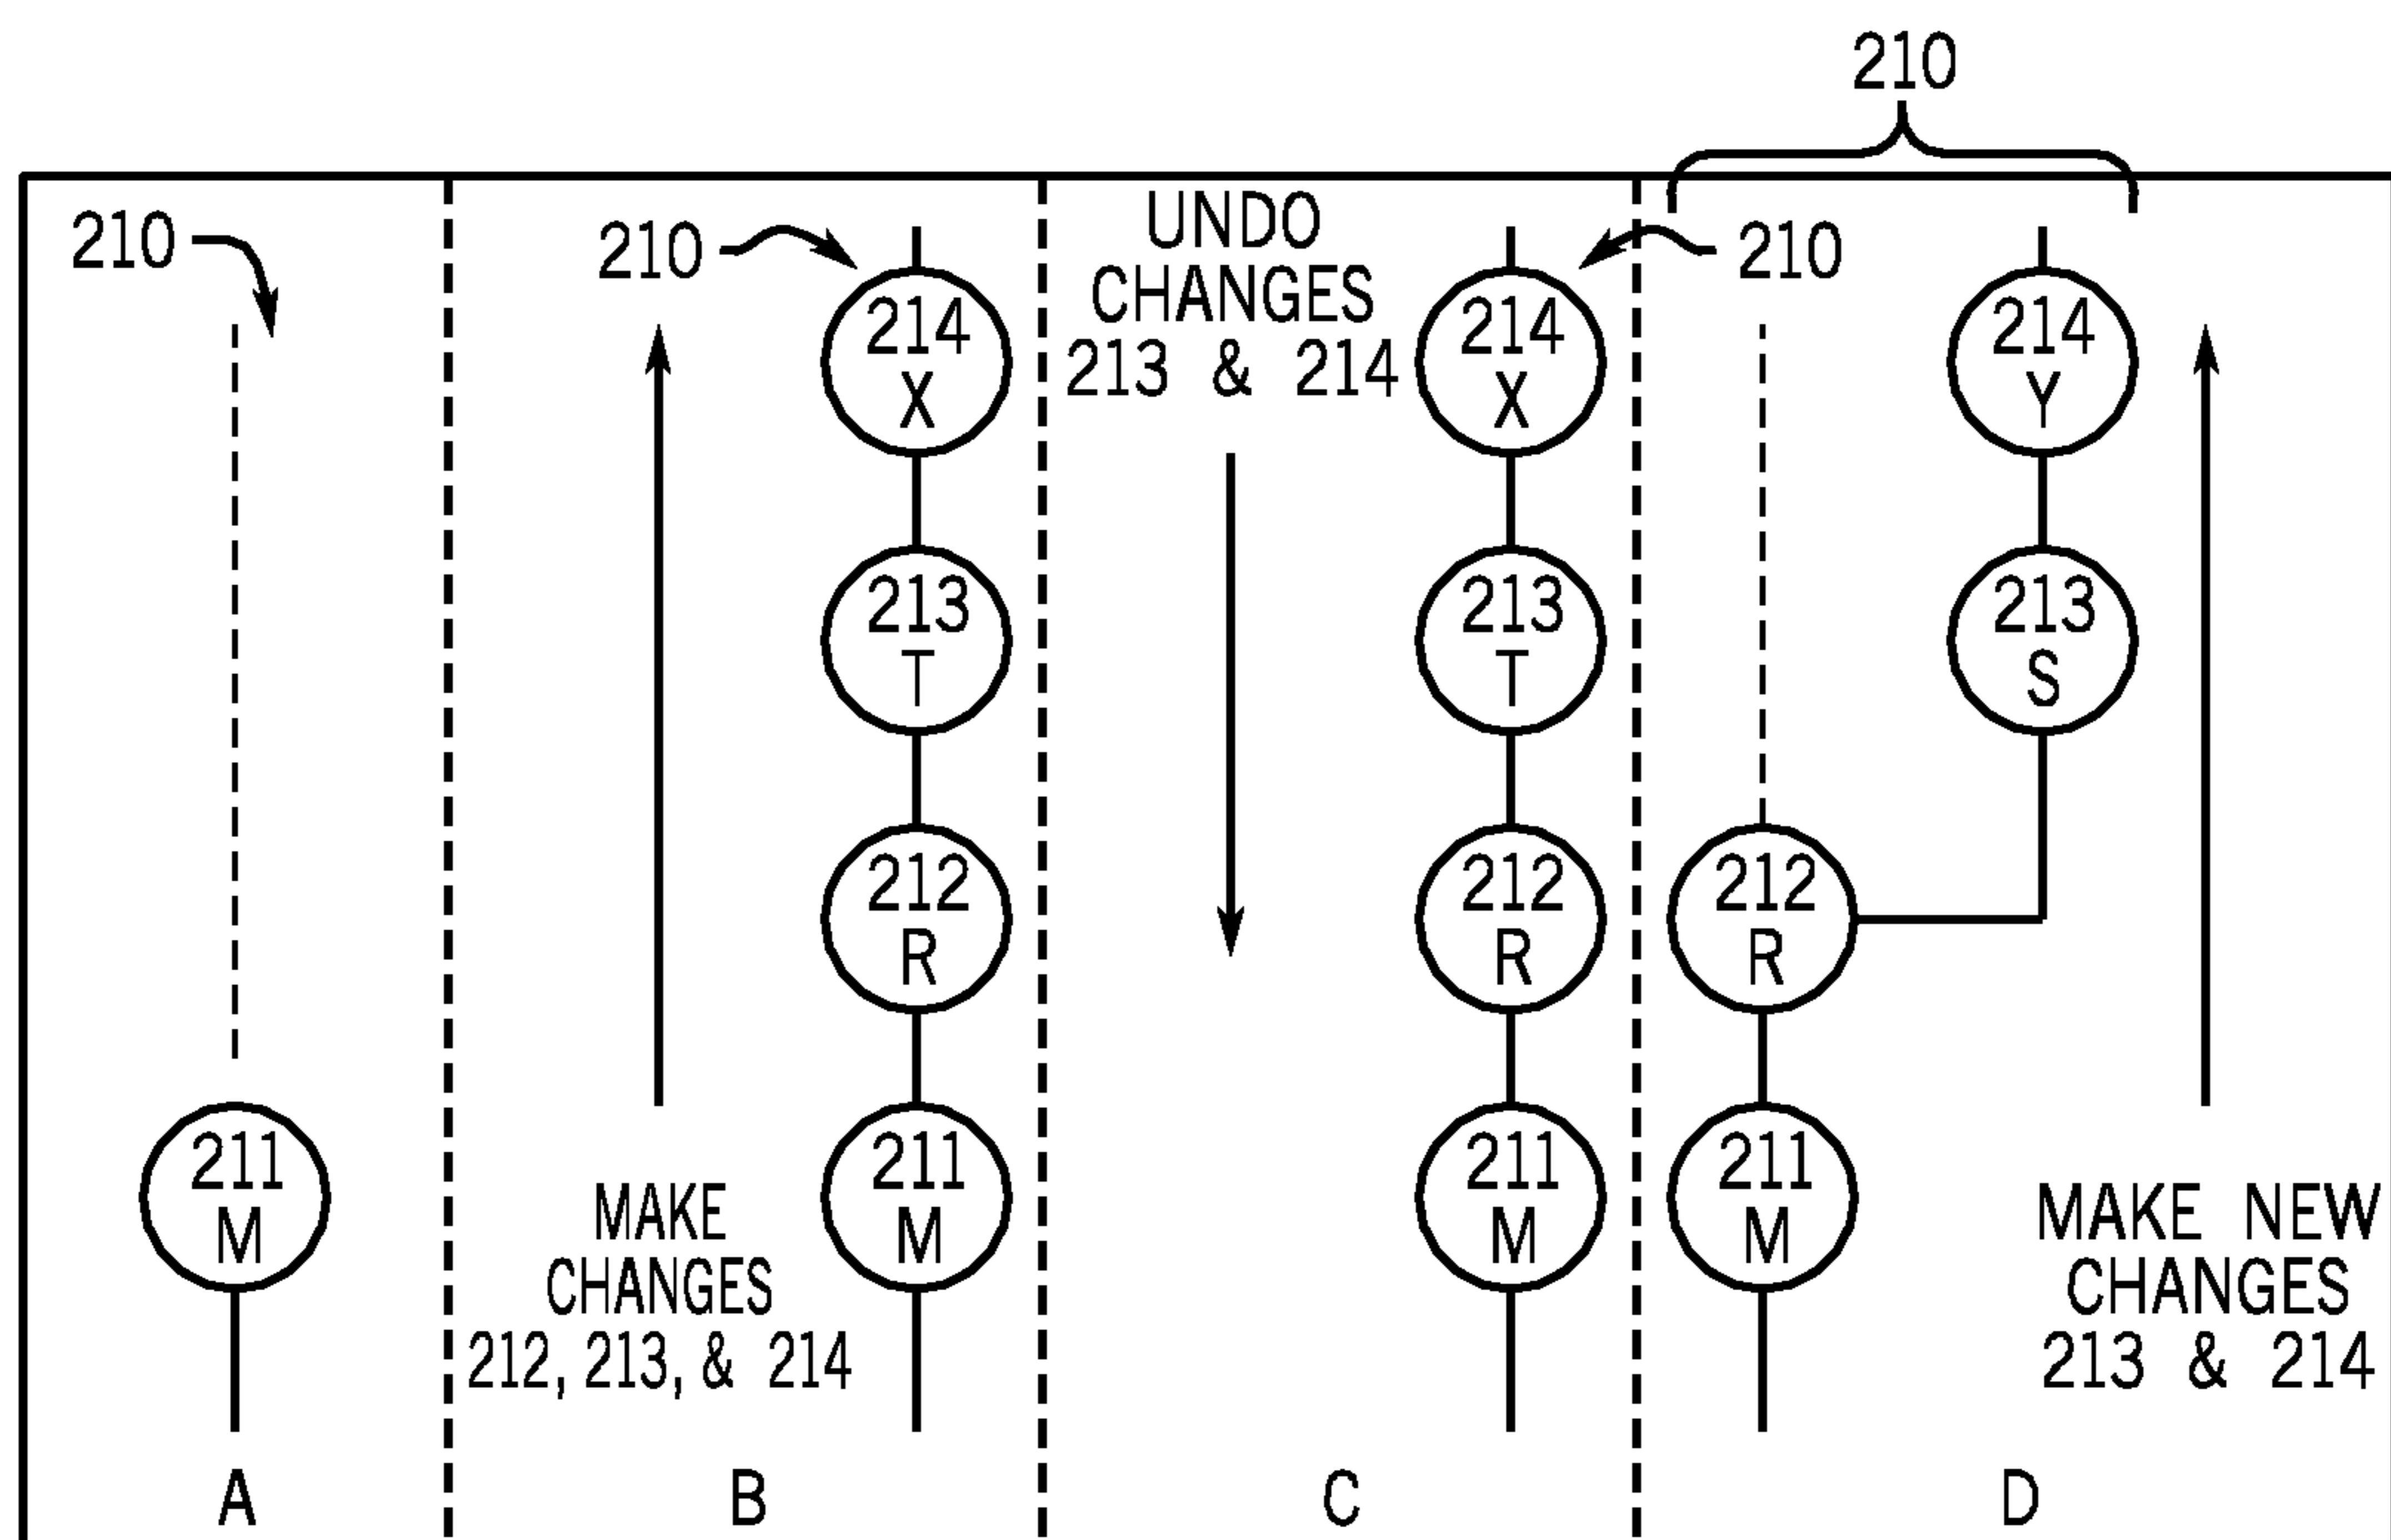 210
210
211
M
A
210
214
X
213
T
212
R
211
M
MAKE
CHANGES
212, 213, & 214
B
UNDO
CHANGES
213 & 214
210
214
X
213
T
212
R
211
M
C
214
Y
213
S
212
R
211
M
MAKE NEW
CHANGES
213 & 214
D